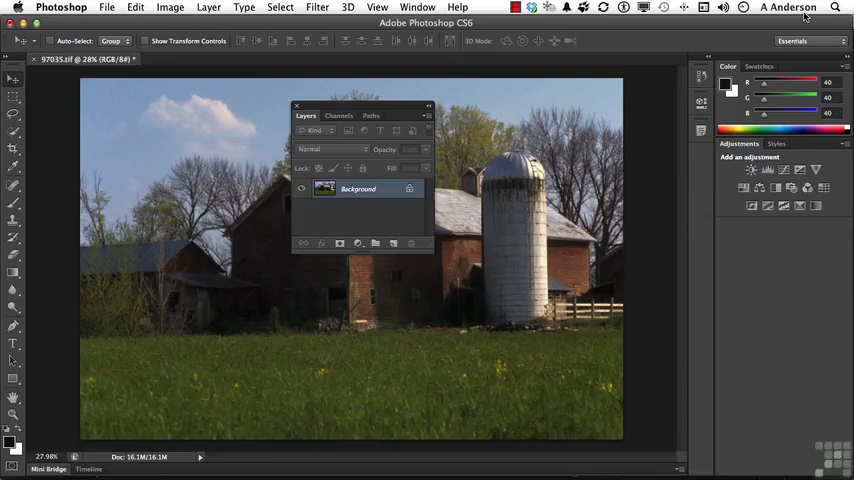 Photoshop File Edit Image Layer Type Select Filter 3D View Window Help A Anderson
Adobe Photoshop CS6
Auto-Select: Group Show Transform Controls 3D Mode: Essentials
97035.tif @ 28% (RGB/8#) *
Color Swatches
R 40
G 40
B 40
Layers Channels Paths
Kind
Normal Opacity: 100%
Lock: Fill: 100%
Background
fx
Adjustments Styles
Add an adjustment
27.98% Doc: 16.1M/16.1M
Mini Bridge Timeline